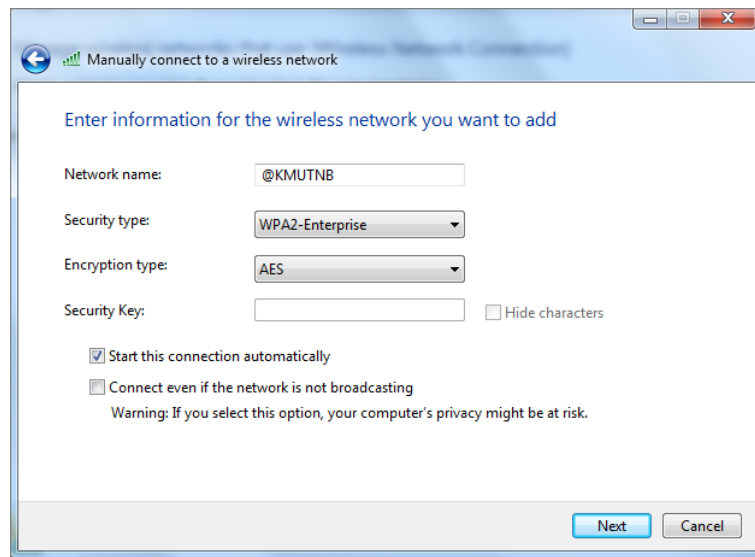 Manually connect to a wireless network
Enter information for the wireless network you want to add
Network name: @KMUTNB
Security type: WPA2-Enterprise
Encryption type: AES
Security Key: Hide characters
Start this connection automatically
Connect even if the network is not broadcasting
Warning: If you select this option, your computer's privacy might be at risk.
Next Cancel